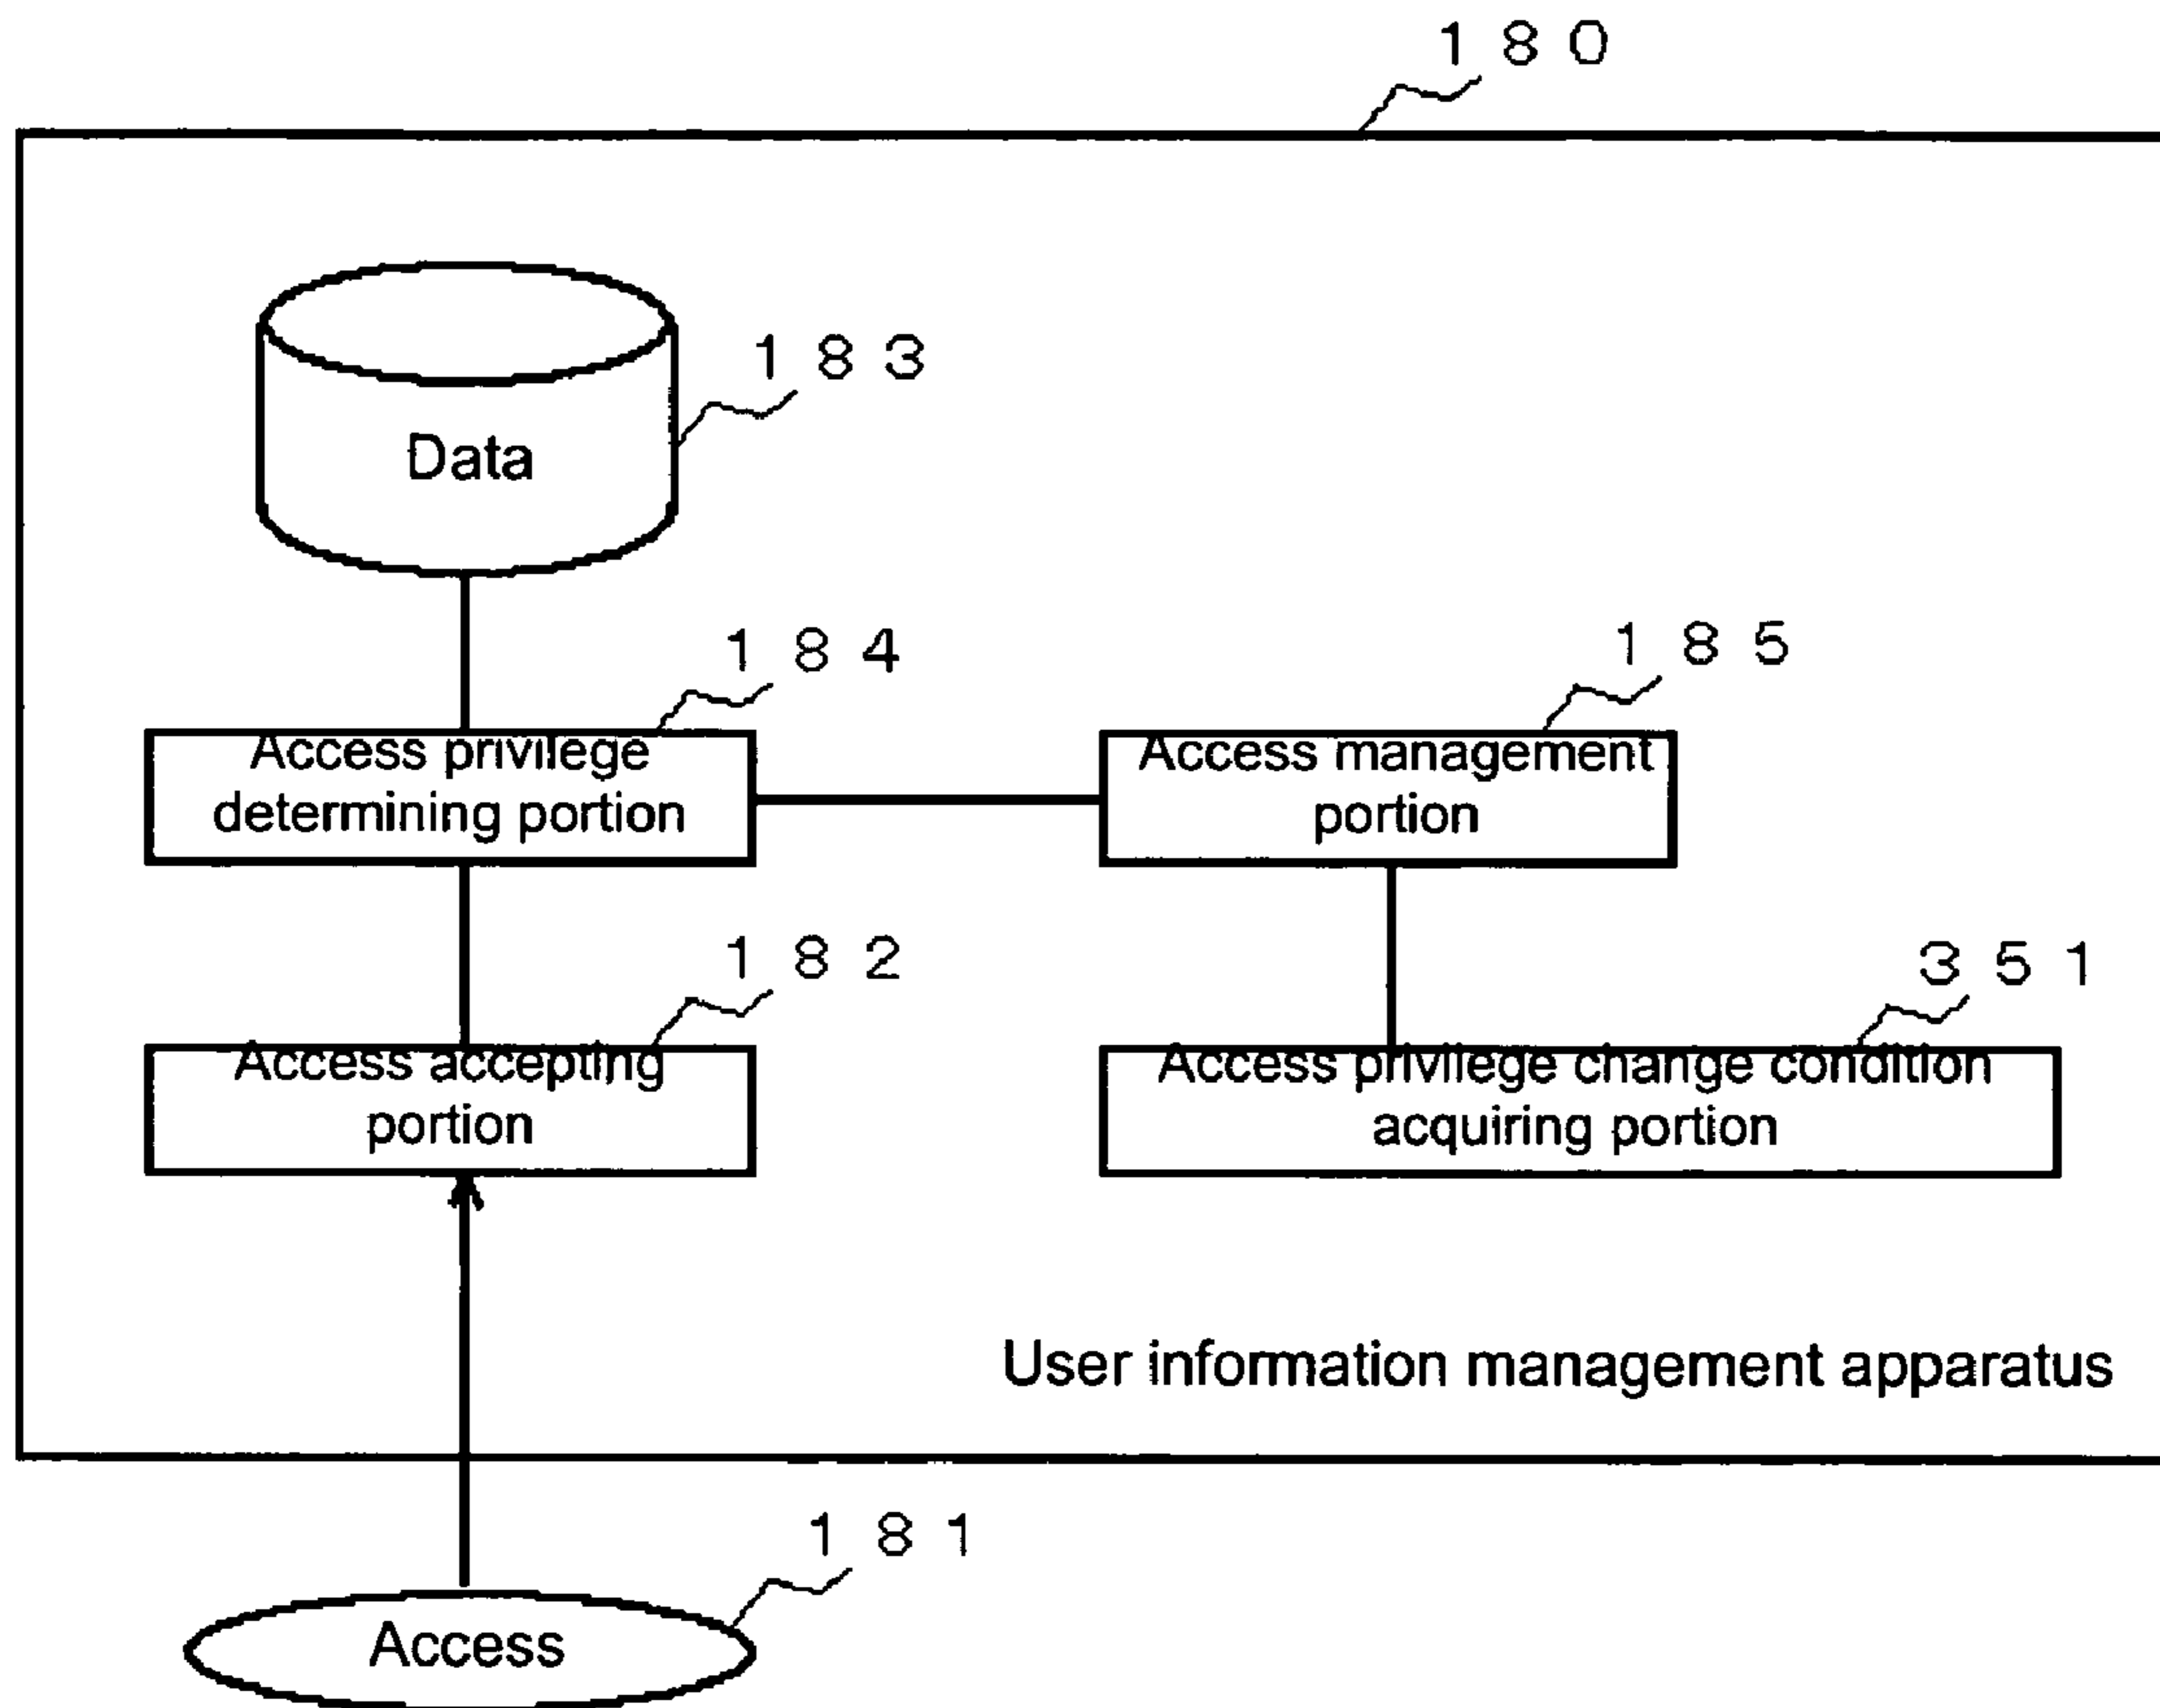 180
183
Data
184
185
Access privilege
determining portion
Access management
portion
182
351
Access accepting
portion
Access privilege change condition
acquiring portion
User information management apparatus
181
Access